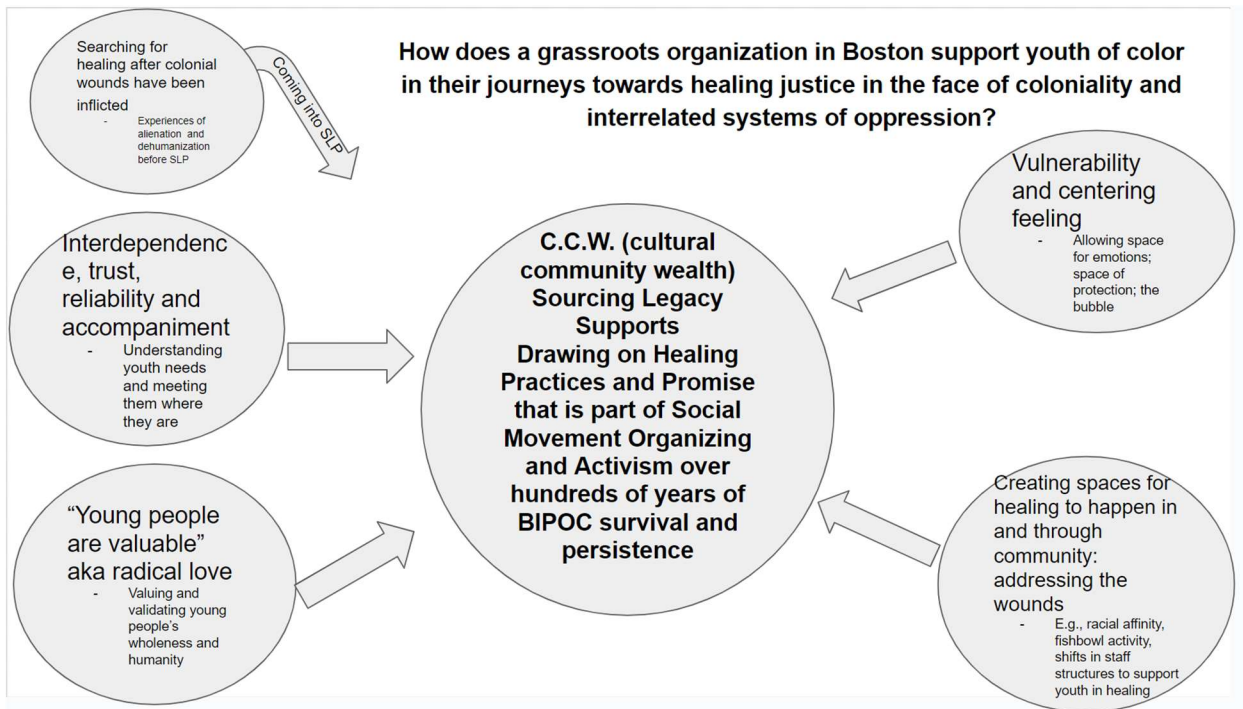 How does a grassroots organization in Boston support youth of color
in their journeys towards healing justice in the face of coloniality and
interrelated systems of oppression?
Searching for
healing after colonial
wounds have been
inflicted
- Experiences of
alienation and
dehumanization
before SLP
Coming into SLP
Interdependenc
e, trust,
reliability and
accompaniment
- Understanding
youth needs
and meeting
them where
they are
“Young people
are valuable”
aka radical love
- Valuing and
validating young
people’s
wholeness and
humanity
C.C.W. (cultural
community wealth)
Sourcing Legacy
Supports
Drawing on Healing
Practices and Promise
that is part of Social
Movement Organizing
and Activism over
hundreds of years of
BIPOC survival and
persistence
Vulnerability
and centering
feeling
- Allowing space
for emotions;
space of
protection; the
bubble
Creating spaces for
healing to happen in
and through
community:
addressing the
wounds
- E.g., racial affinity,
fishbowl activity,
shifts in staff
structures to support
youth in healing